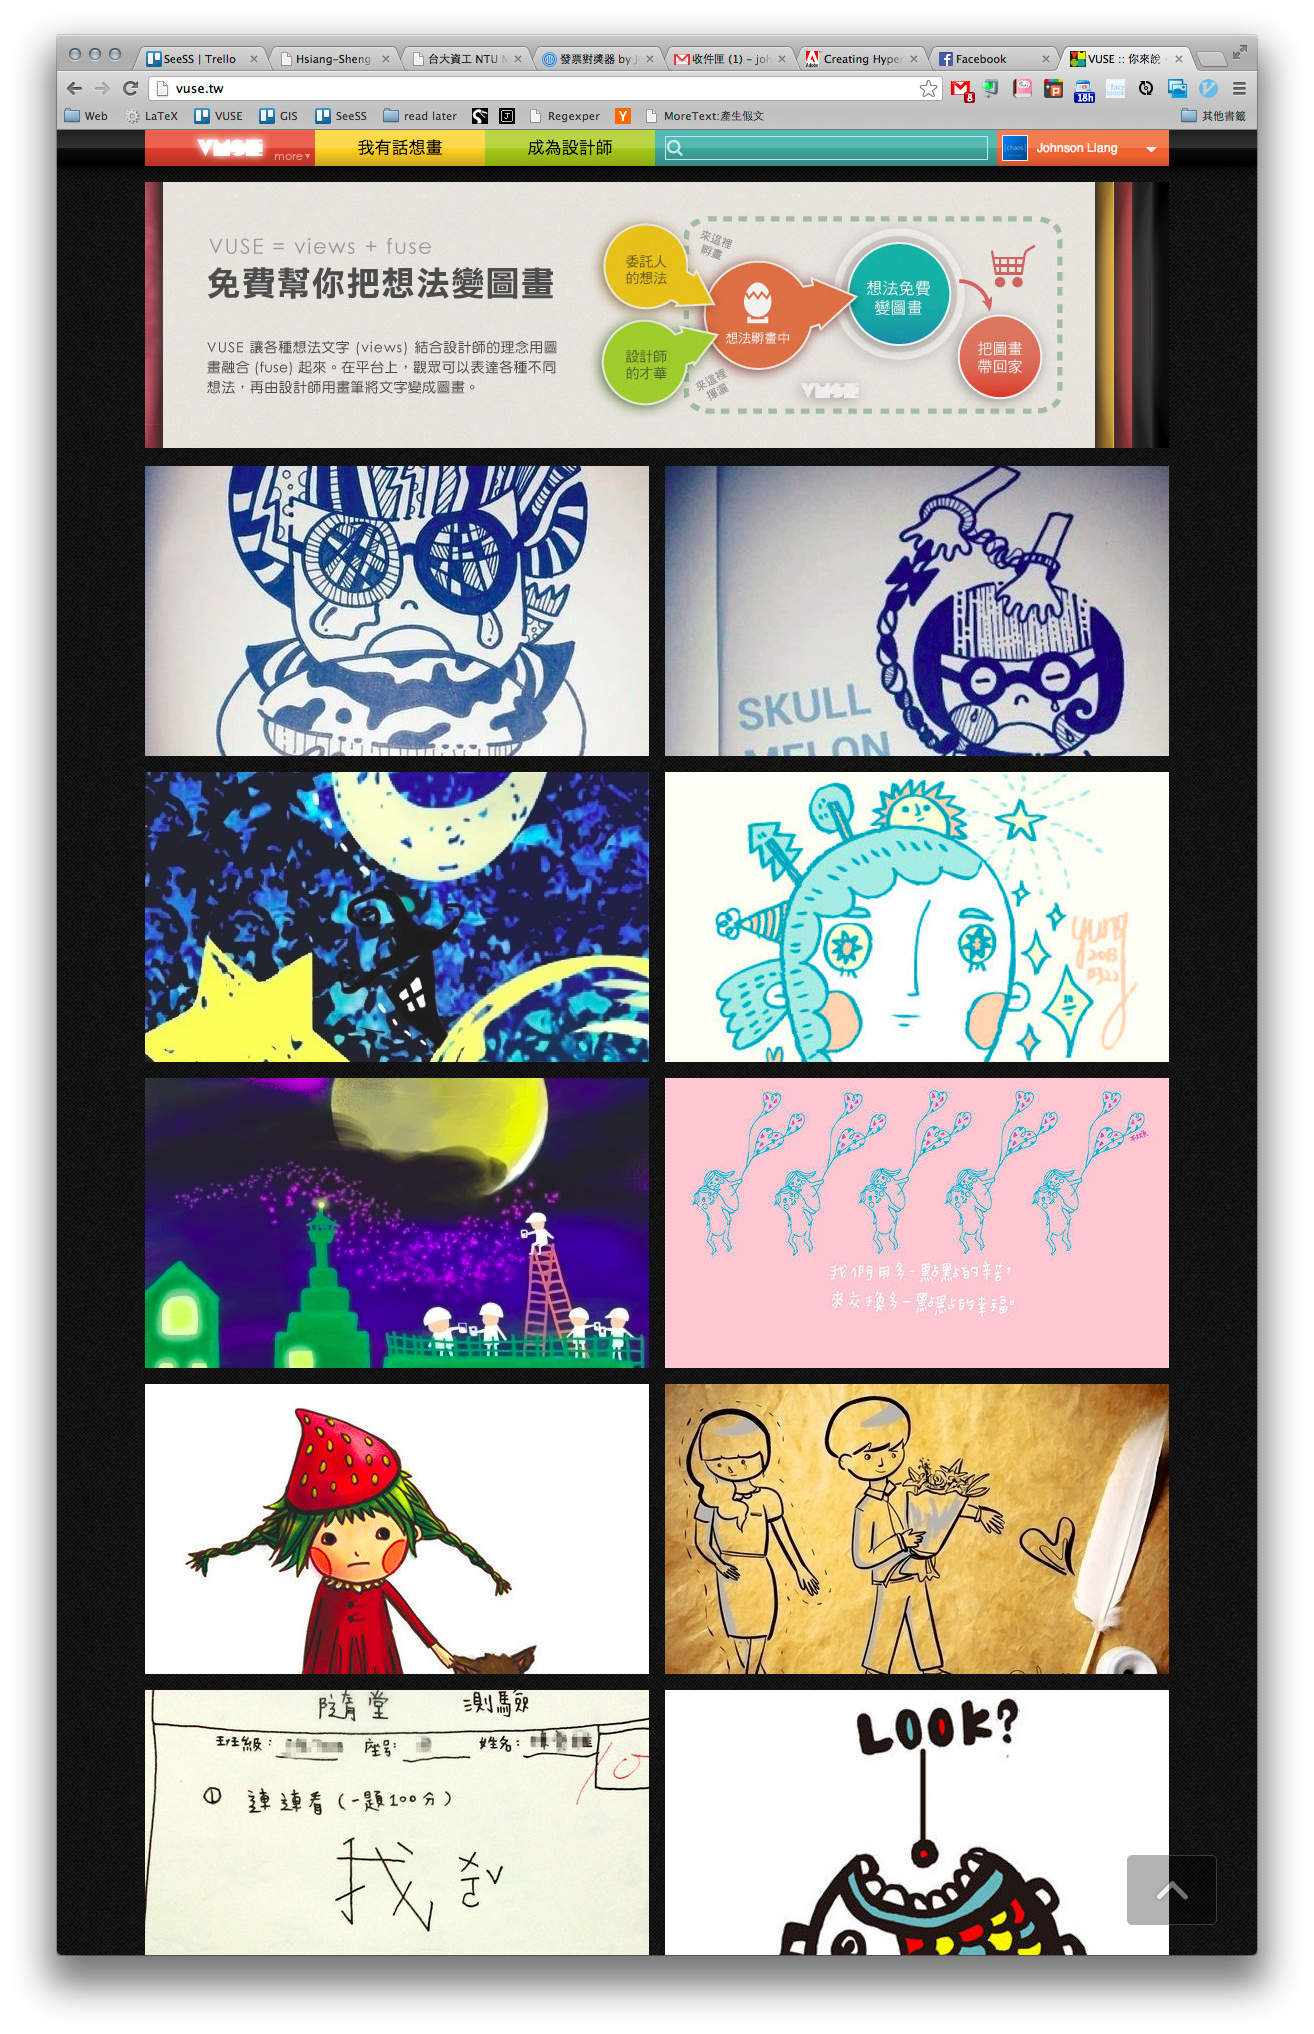 SeeSS | Trello
Hsiang-Sheng
台大資工 NTU
發票對獎器 by J
收件匣 (1) - joh
Creating Hyper
Facebook
VUSE :: 你來說
vuse.tw
8
18h
Web
LaTeX
VUSE
GIS
SeeSS
read later
Regexper
MoreText:產生假文
其他書籤
VUSE
more
我有話想畫
成為設計師
chaos
Johnson Liang
VUSE = views + fuse
免費幫你把想法變圖畫
VUSE 讓各種想法文字 (views) 結合設計師的理念用圖
畫融合 (fuse) 起來。在平台上，觀眾可以表達各種不同
想法，再由設計師用畫筆將文字變成圖畫。
委託人
的想法
設計師
的才華
來這裡
孵畫
來這裡
揮灑
想法孵畫中
想法免費
變圖畫
把圖畫
帶回家
VUSE
SKULL
MELON
yung
2013
0322
我們用多一點點的辛苦,
來交換多一點點的幸福。
隨堂 測驗
班級: 座号: 姓名:
10
① 連連看 (一題100分)
我
LOOK?